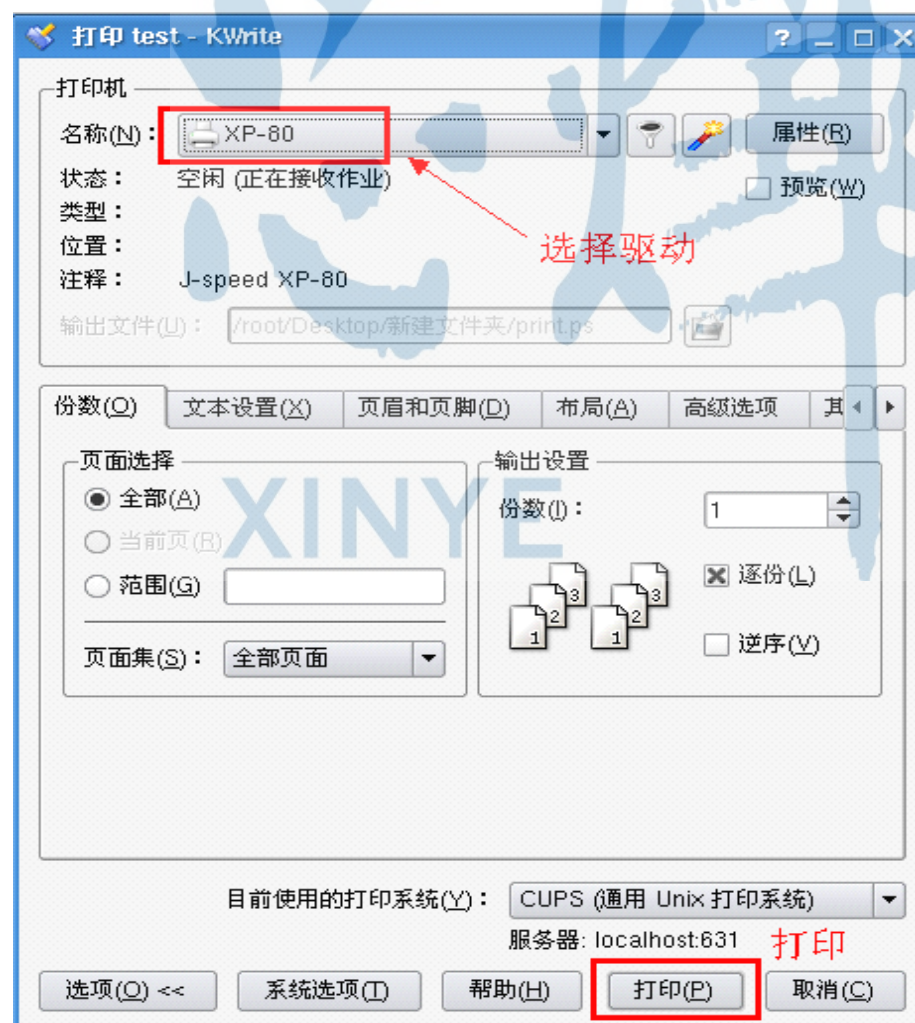 打印 test - KWrite
打印机
名称(N)： XP-80 属性(R)
状态： 空闲 (正在接收作业) 预览(W)
类型：
位置： 选择驱动
注释： J-speed XP-80
输出文件(U)： /root/Desktop/新建文件夹/print.ps
份数(O) 文本设置(X) 页眉和页脚(D) 布局(A) 高级选项 其
页面选择 输出设置
全部(A) 份数(I)： 1
当前页(R) 逐份(L)
范围(G)
1 2 3 1 2 3
页面集(S)： 全部页面 逆序(V)
XINYE
目前使用的打印系统(Y)： CUPS (通用 Unix 打印系统)
服务器: localhost:631 打印
选项(O) << 系统选项(T) 帮助(H) 打印(P) 取消(C)